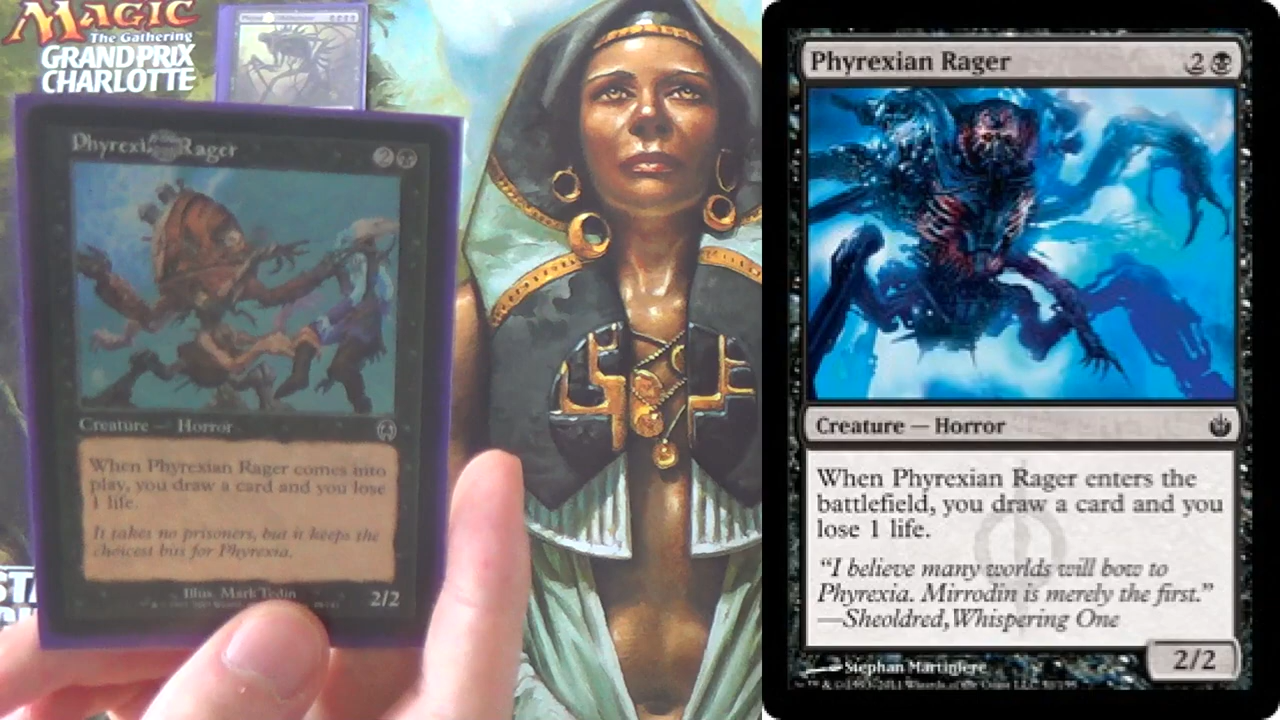 MAGIC
The Gathering
GRAND PRIX
CHARLOTTE
Phyrexian Rager
2
Creature — Horror
When Phyrexian Rager comes into
play, you draw a card and you lose
1 life.
It takes no prisoners, but it keeps the
choicest bits for Phyrexia.
Illus. Mark Tedin
2/2
Phyrexian Rager
2
Creature — Horror
When Phyrexian Rager enters the
battlefield, you draw a card and you
lose 1 life.
“I believe many worlds will bow to
Phyrexia. Mirrodin is merely the first.”
—Sheoldred, Whispering One
Stephan Martiniere
2/2